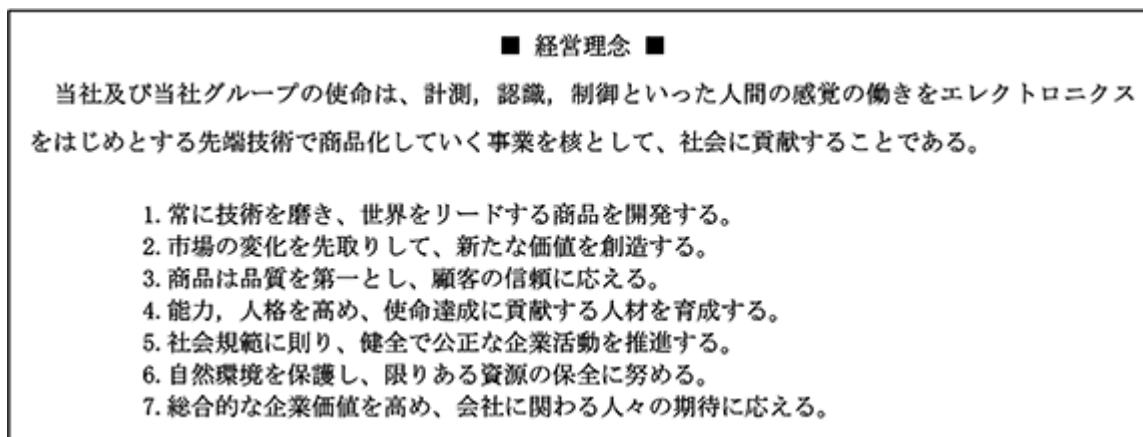 ■ 経営理念 ■
当社及び当社グループの使命は、計測，認識，制御といった人間の感覚の働きをエレクトロニクス
をはじめとする先端技術で商品化していく事業を核として、社会に貢献することである。
1. 常に技術を磨き、世界をリードする商品を開発する。
2. 市場の変化を先取りして、新たな価値を創造する。
3. 商品は品質を第一とし、顧客の信頼に応える。
4. 能力，人格を高め、使命達成に貢献する人材を育成する。
5. 社会規範に則り、健全で公正な企業活動を推進する。
6. 自然環境を保護し、限りある資源の保全に努める。
7. 総合的な企業価値を高め、会社に関わる人々の期待に応える。